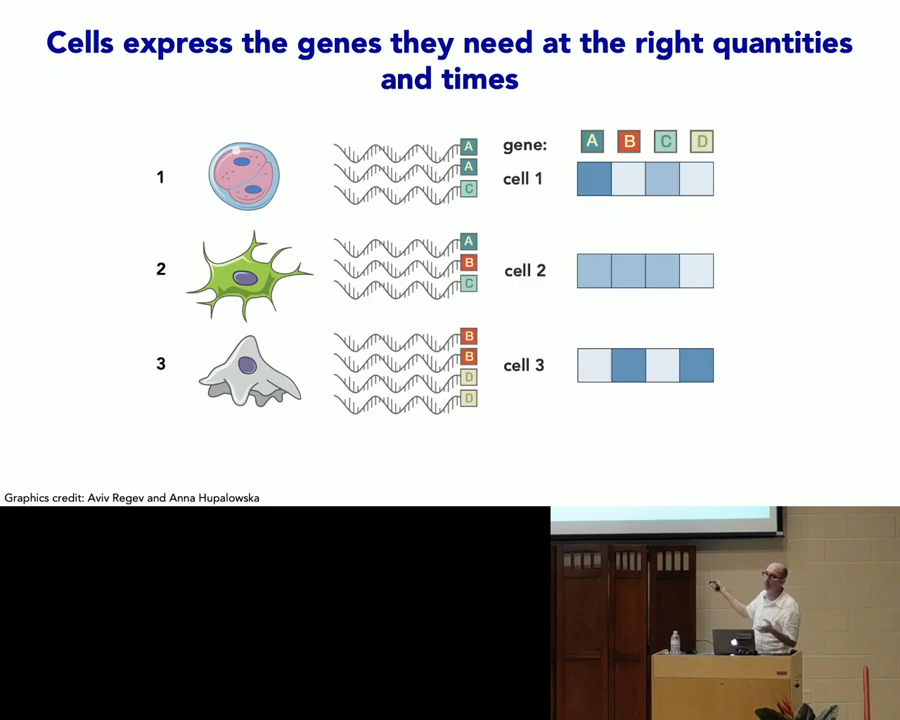 Cells express the genes they need at the right quantities
and times
gene: A B C D
1 A A C cell 1
2 A B C cell 2
3 B B D D cell 3
Graphics credit: Aviv Regev and Anna Hupalowska